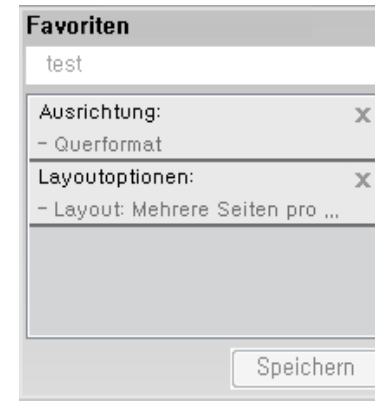 Favoriten
test
Ausrichtung:
- Querformat
Layoutoptionen:
- Layout: Mehrere Seiten pro ...
Speichern